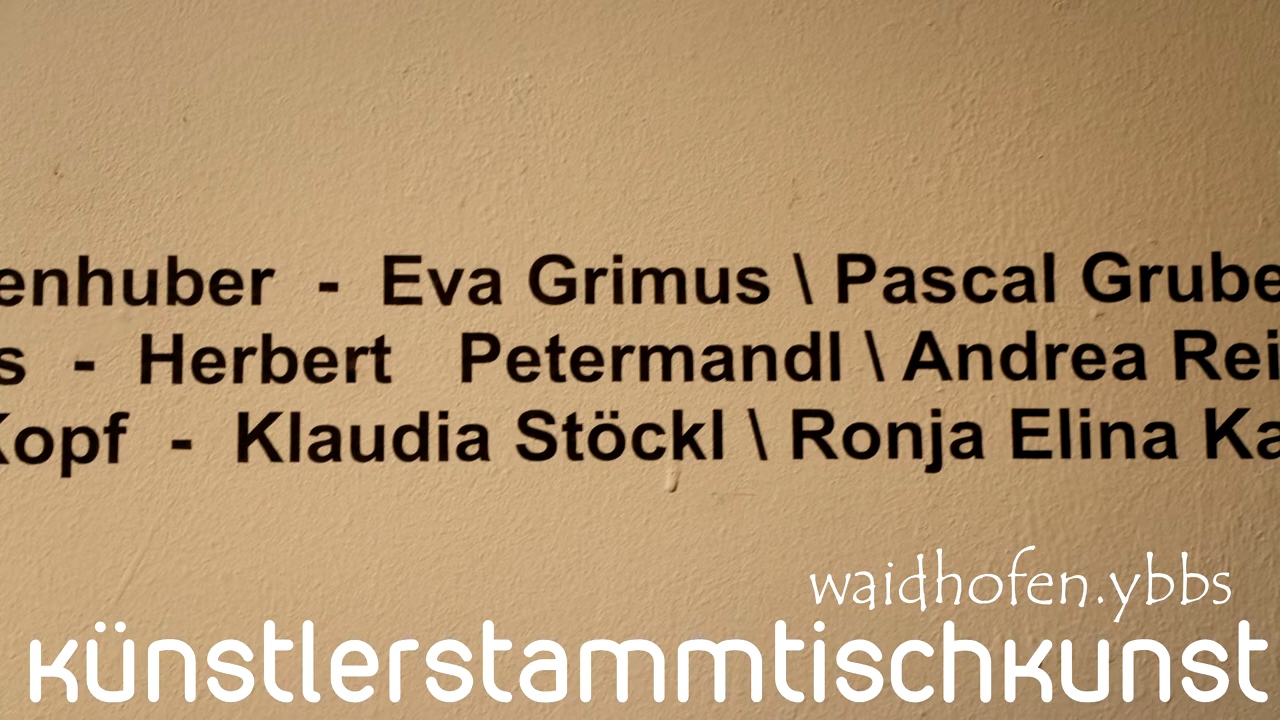 enhuber - Eva Grimus \ Pascal Grube
s - Herbert Petermandl \ Andrea Rei
Kopf - Klaudia Stöckl \ Ronja Elina Ka
waidhofen.ybbs
künstlerstammtischkunst